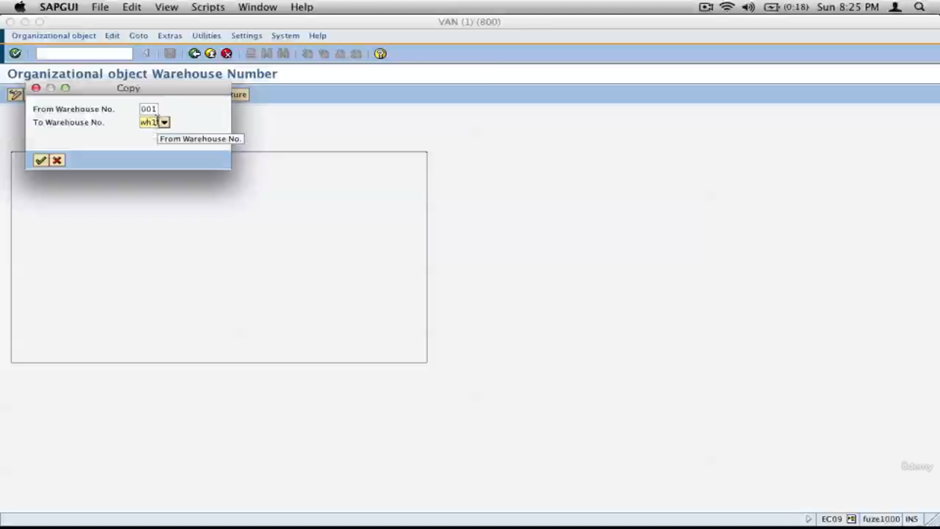 SAPGUI File Edit View Scripts Window Help (0:18) Sun 8:25 PM
VAN (1) (800)
Organizational object Edit Goto Extras Utilities Settings System Help
Organizational object Warehouse Number
Copy
ture
From Warehouse No. 001
To Warehouse No. wh1
From Warehouse No.
Udemy
EC09 fuze1000 INS